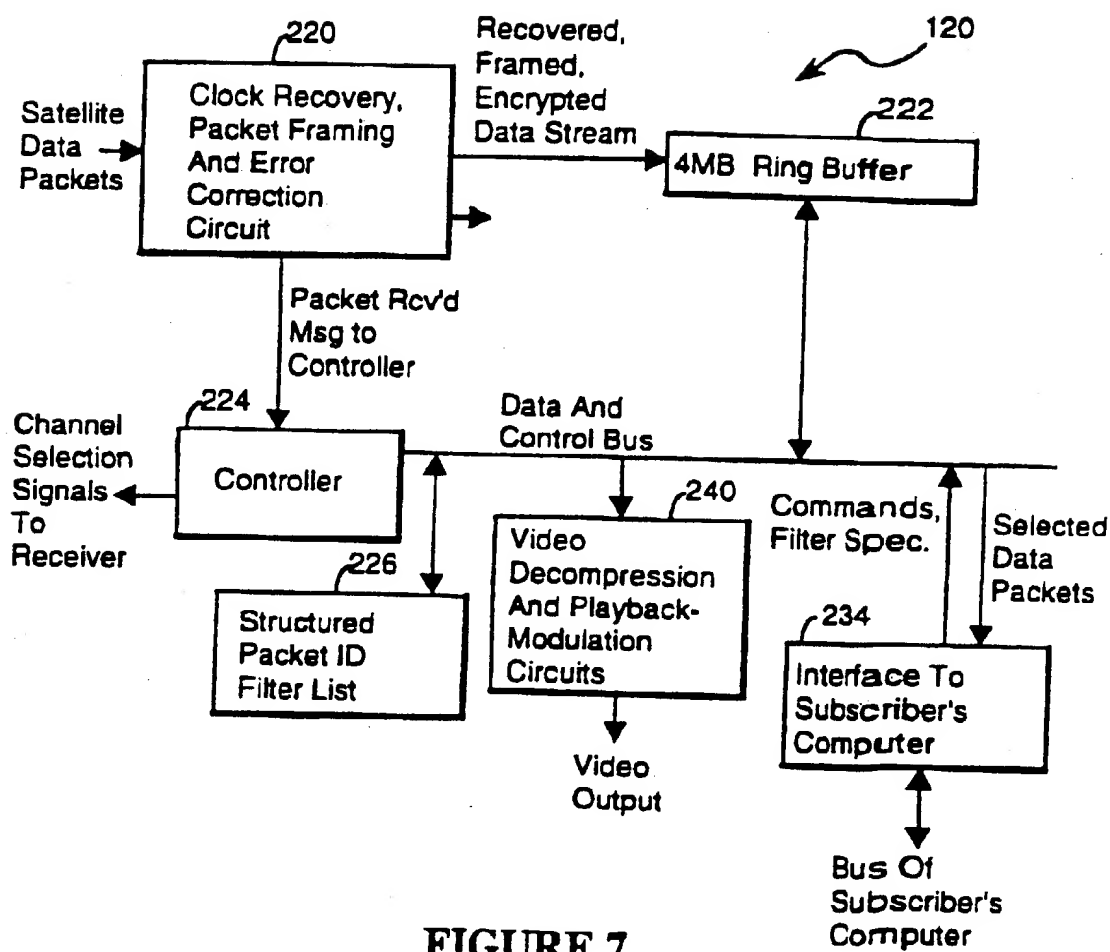 220
Recovered,
Framed,
Encrypted
Data Stream
120
Satellite
Data
Packets
Clock Recovery,
Packet Framing
And Error
Correction
Circuit
222
4MB Ring Buffer
Packet Rcv'd
Msg to
Controller
Channel
Selection
Signals
To
Receiver
224
Controller
Data And
Control Bus
226
Structured
Packet ID
Filter List
240
Video
Decompression
And Playback-
Modulation
Circuits
Video
Output
Commands,
Filter Spec.
Selected
Data
Packets
234
Interface To
Subscriber's
Computer
Bus Of
Subscriber's
Computer
FIGURE 7